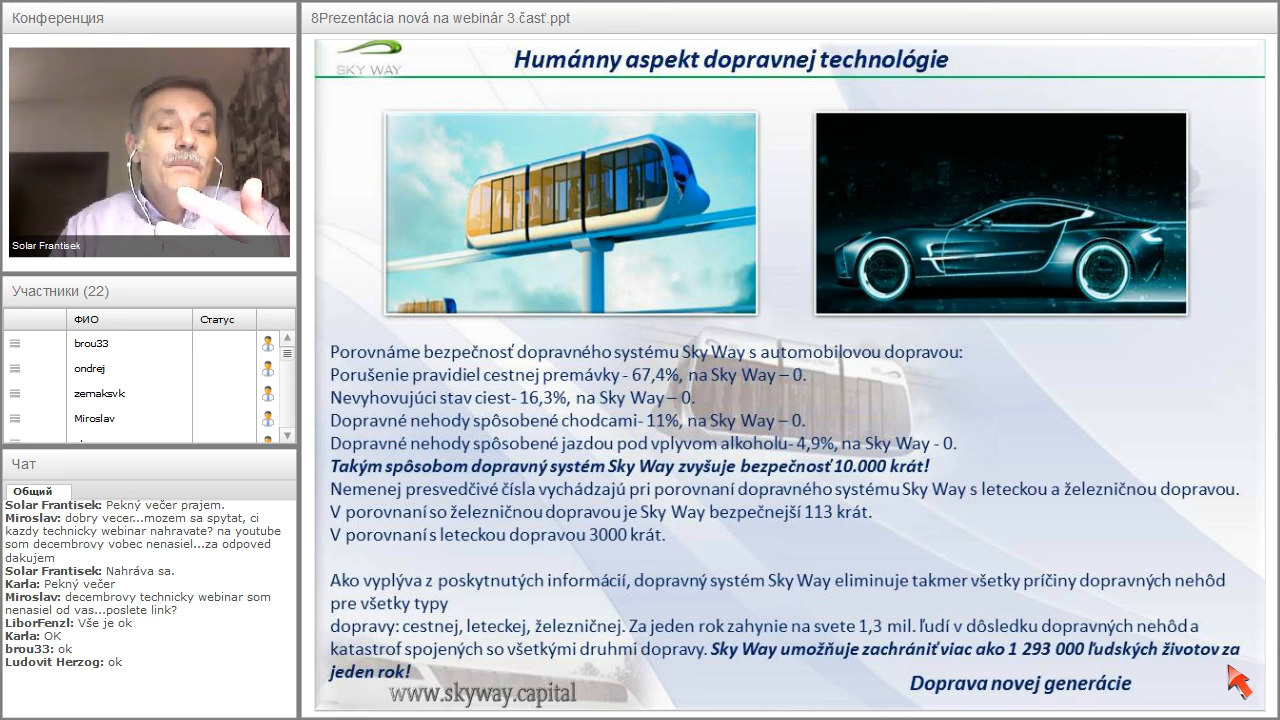 Конференция
Solar Frantisek
Участники (22)
ФИО
Статус
brou33
ondrej
zemaksvk
Miroslav
Чат
Общий
Solar Frantisek: Pekný večer prajem.
Miroslav: dobry vecer...mozem sa spytat, ci
kazdy technicky webinar nahravate? na youtube
som decembrovy vobec nenasiel...za odpoved
dakujem
Solar Frantisek: Nahráva sa.
Karla: Pekný večer
Miroslav: decembrovy technicky webinar som
nenasiel od vas...poslete link?
LiborFenzl: Vše je ok
Karla: OK
brou33: ok
Ludovit Herzog: ok
8Prezentácia nová na webinár 3.časť.ppt
SKY WAY
Humánny aspekt dopravnej technológie
Porovnáme bezpečnosť dopravného systému Sky Way s automobilovou dopravou:
Porušenie pravidiel cestnej premávky - 67,4%, na Sky Way – 0.
Nevyhovujúci stav ciest- 16,3%, na Sky Way – 0.
Dopravné nehody spôsobené chodcami- 11%, na Sky Way – 0.
Dopravné nehody spôsobené jazdou pod vplyvom alkoholu- 4,9%, na Sky Way - 0.
Takým spôsobom dopravný systém Sky Way zvyšuje bezpečnosť 10.000 krát!
Nemenej presvedčivé čísla vychádzajú pri porovnaní dopravného systému Sky Way s leteckou a železničnou dopravou.
V porovnaní so železničnou dopravou je Sky Way bezpečnejší 113 krát.
V porovnaní s leteckou dopravou 3000 krát.
Ako vyplýva z poskytnutých informácií, dopravný systém Sky Way eliminuje takmer všetky príčiny dopravných nehôd
pre všetky typy
dopravy: cestnej, leteckej, železničnej. Za jeden rok zahynie na svete 1,3 mil. ľudí v dôsledku dopravných nehôd a
katastrof spojených so všetkými druhmi dopravy. Sky Way umožňuje zachrániť viac ako 1 293 000 ľudských životov za
jeden rok!
www.skyway.capital
Doprava novej generácie